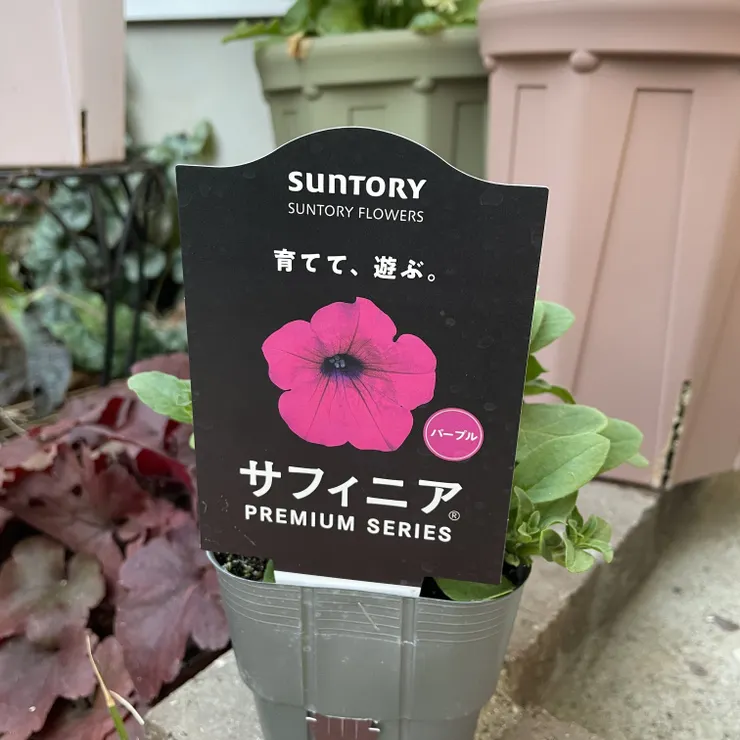 SUNTORY
SUNTORY FLOWERS
育てて、遊ぶ。
パープル
サフィニア®
PREMIUM SERIES